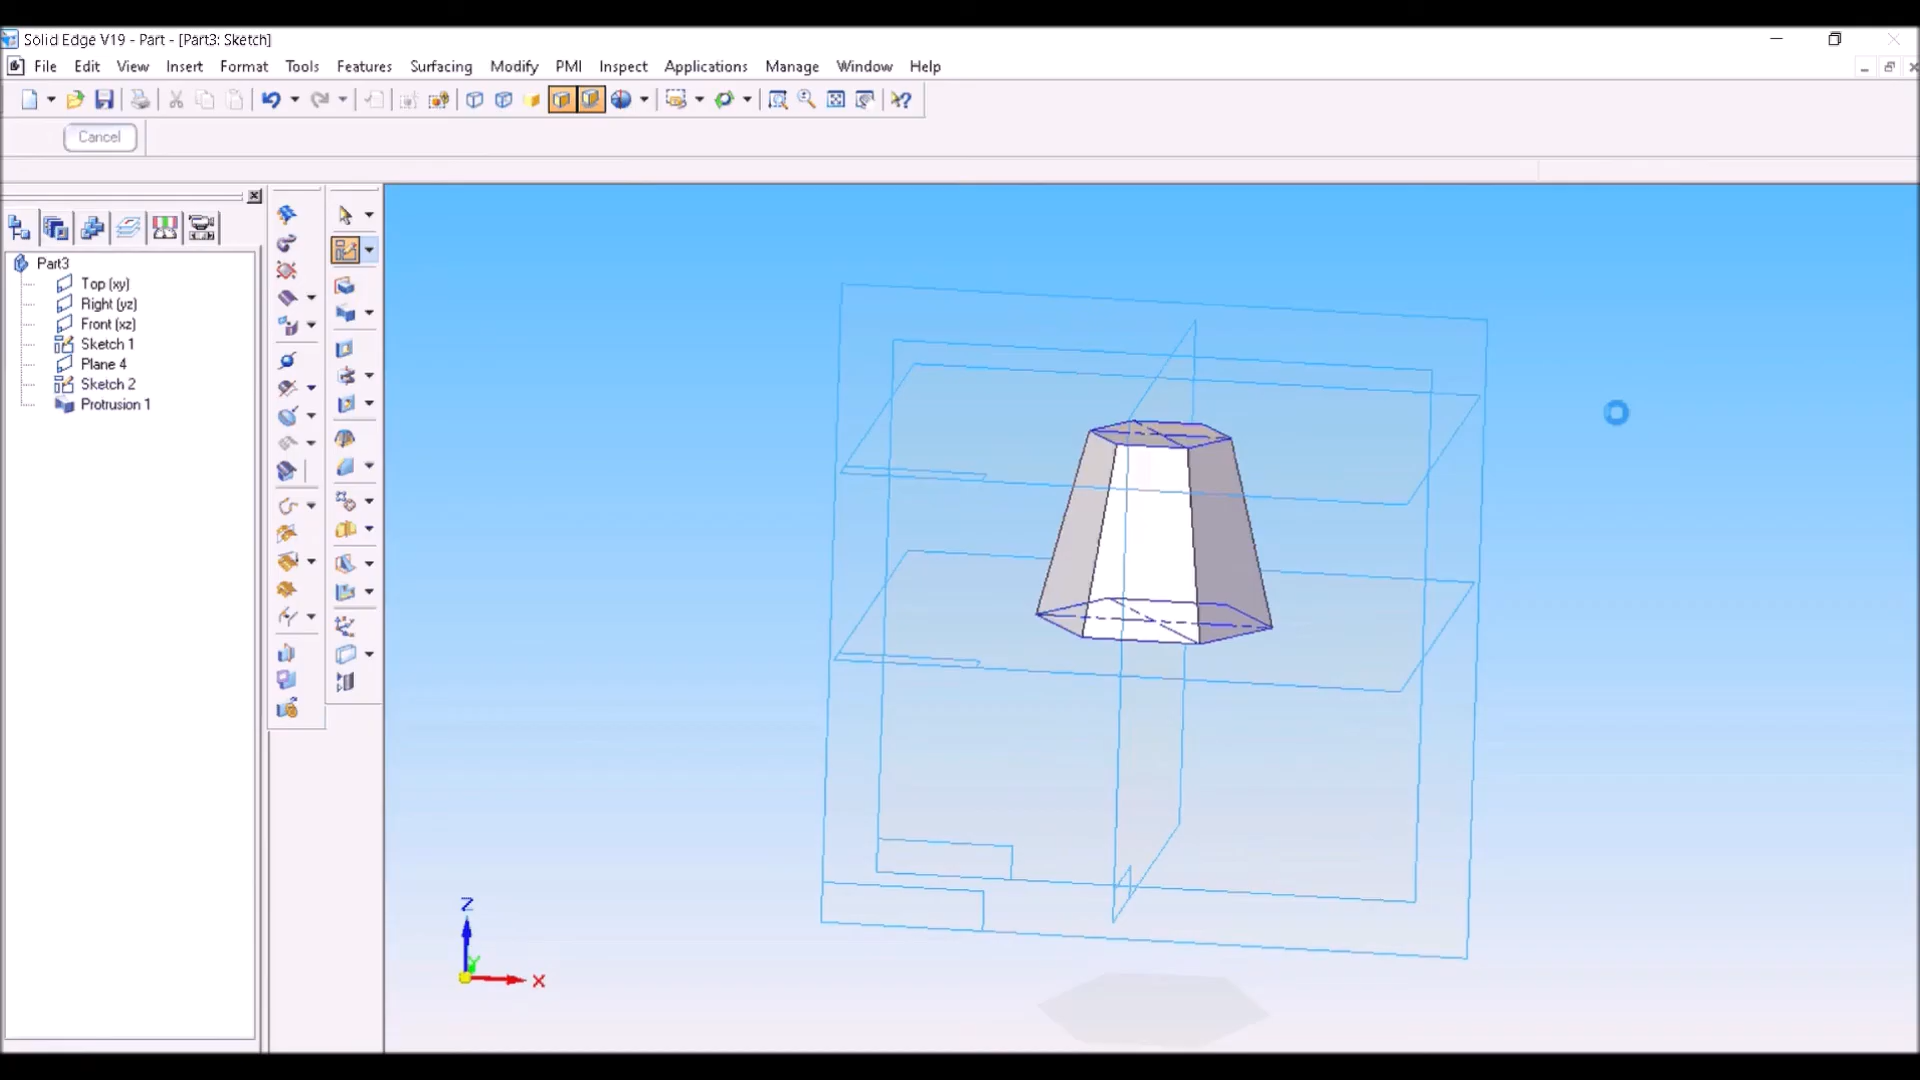 Solid Edge V19 - Part - [Part3: Sketch]
File Edit View Insert Format Tools Features Surfacing Modify PMI Inspect Applications Manage Window Help
Cancel
Part3
Top (xy)
Right (yz)
Front (xz)
Sketch 1
Plane 4
Sketch 2
Protrusion 1
Z
Y
X